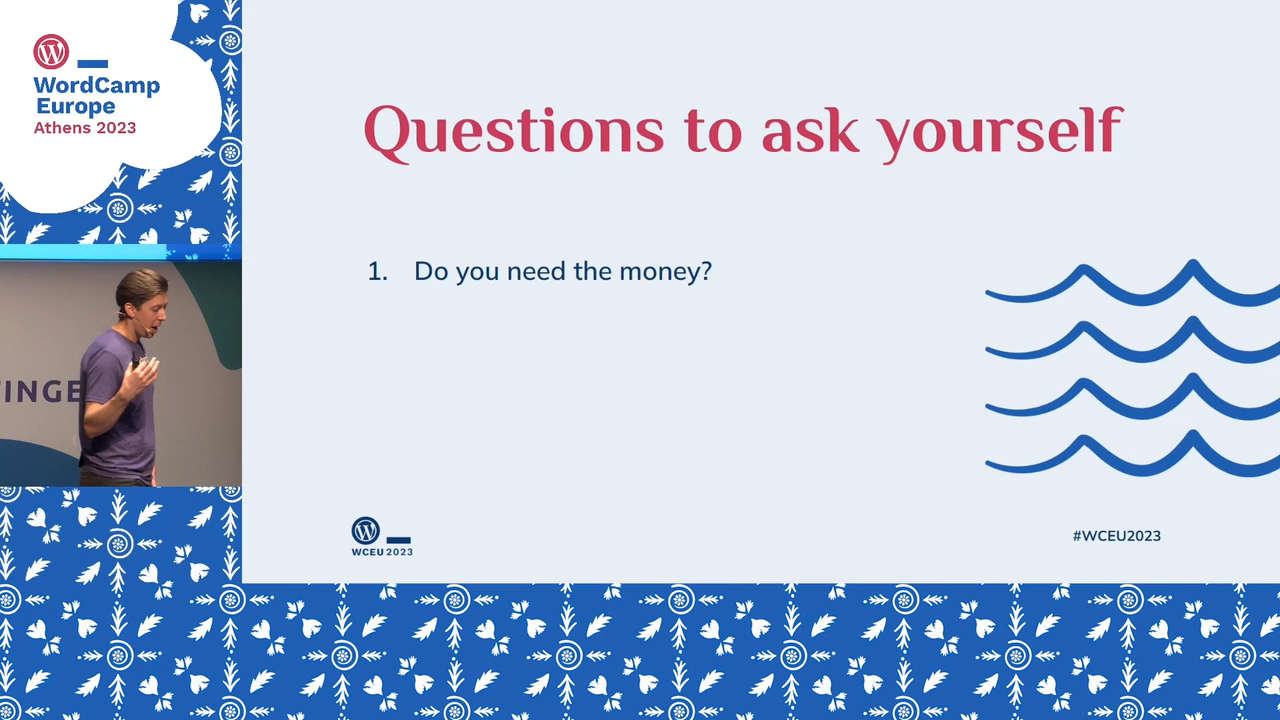 WordCamp
Europe
Athens 2023
Questions to ask yourself
1. Do you need the money?
INGE
WCEU 2023
#WCEU2023